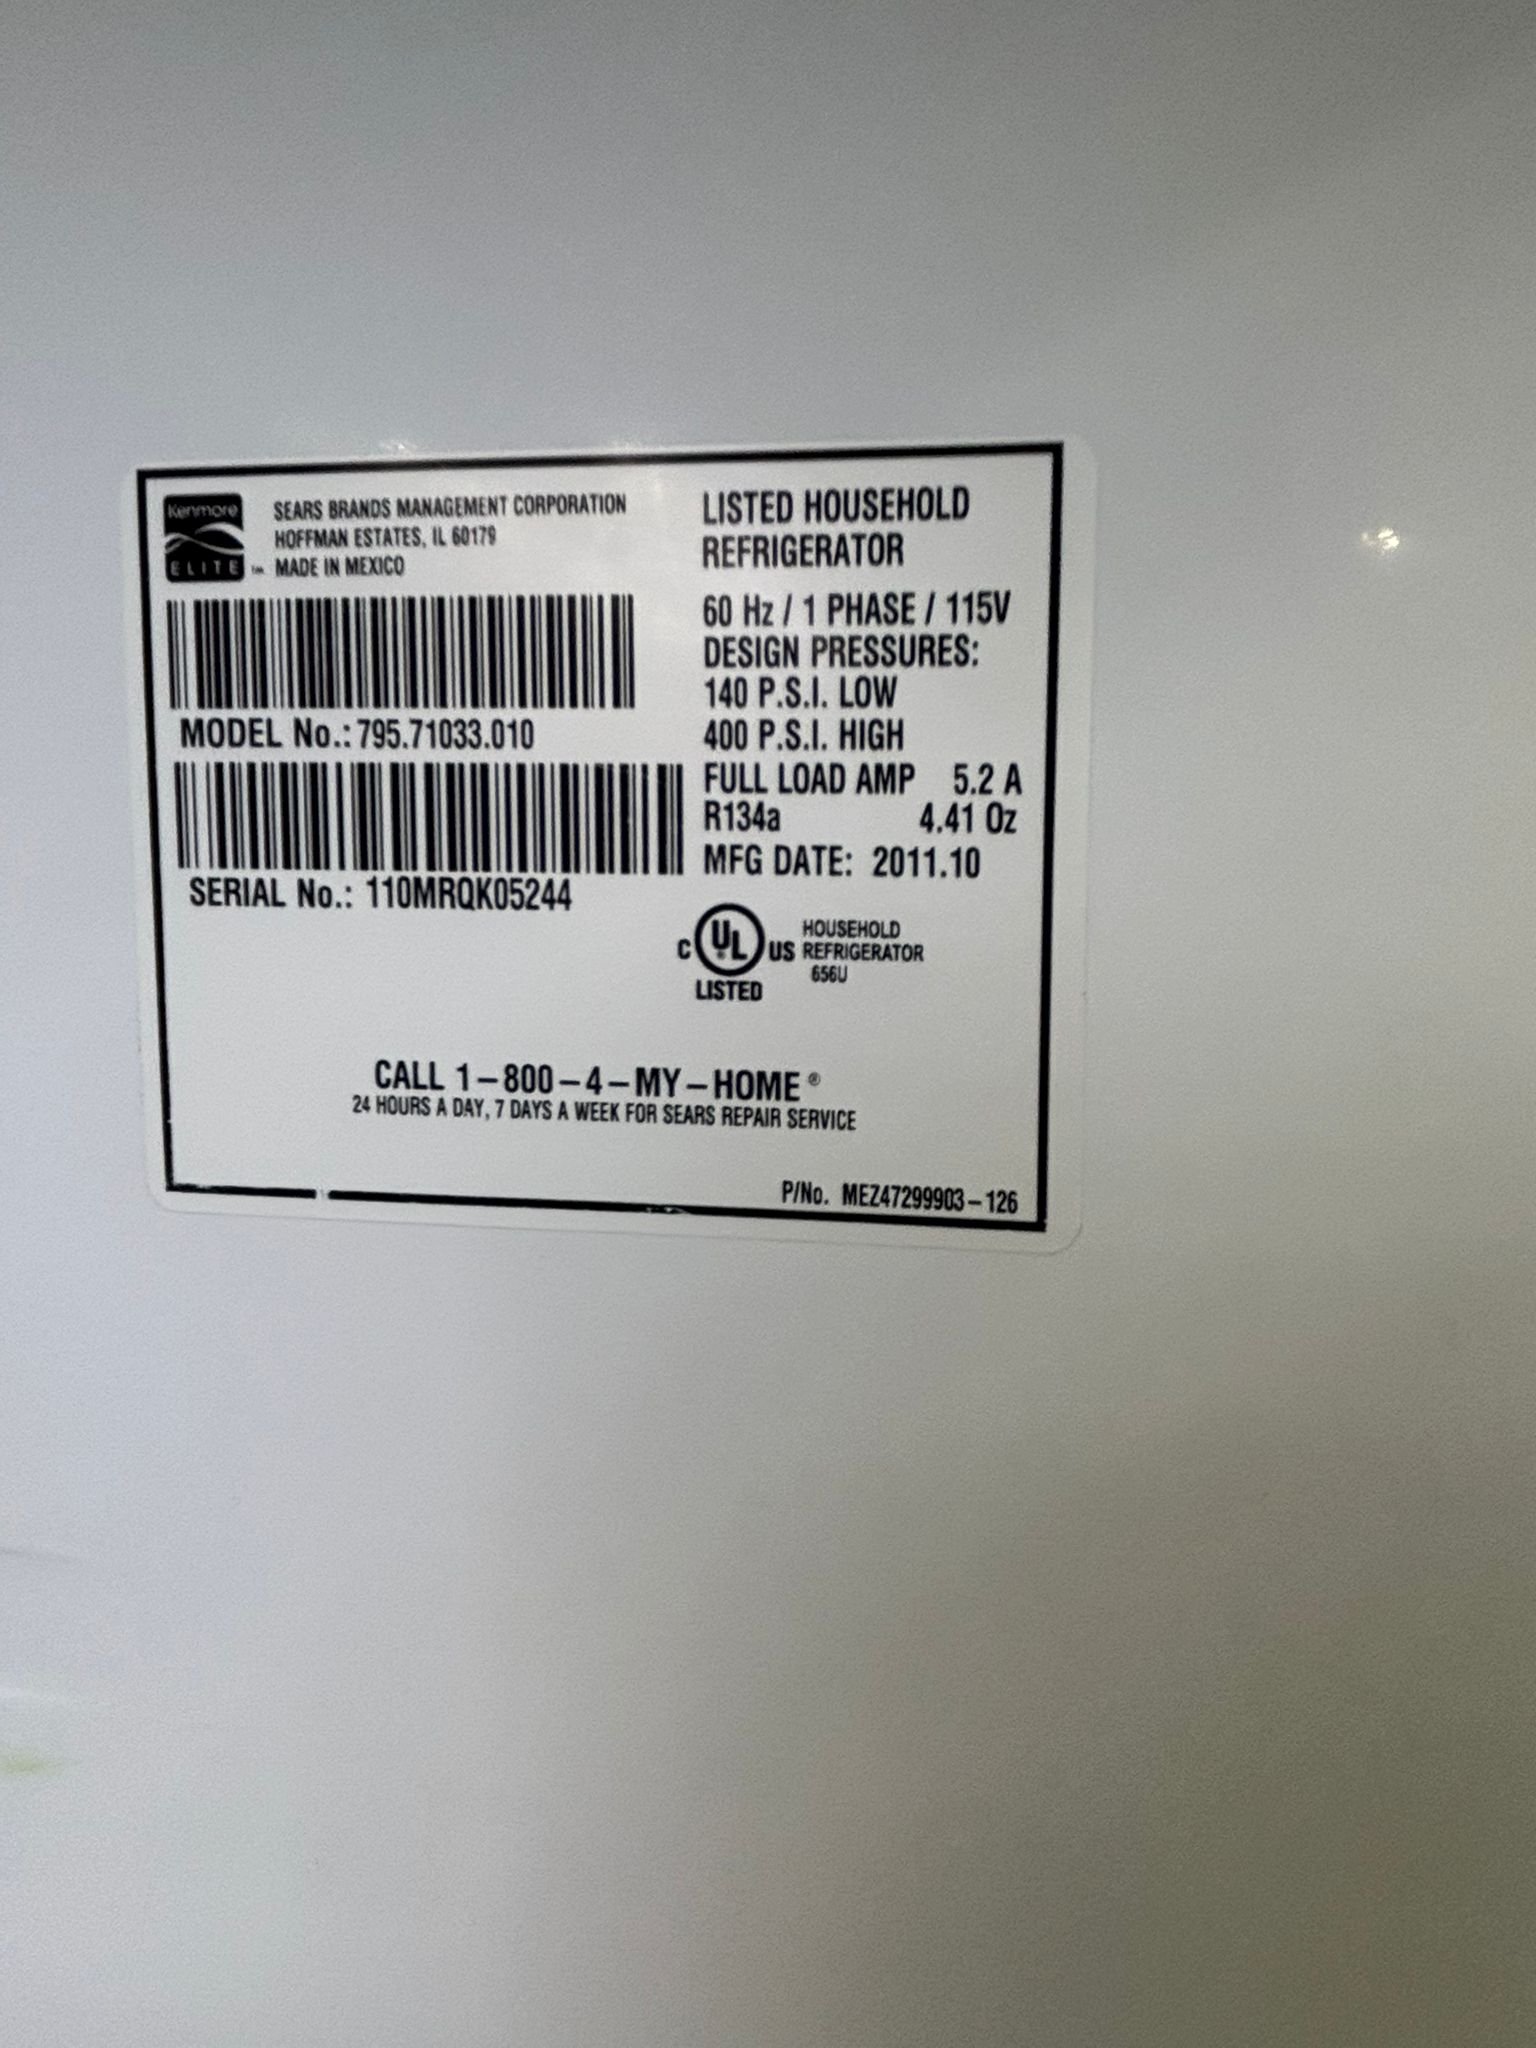 Kenmore
ELITE ™
SEARS BRANDS MANAGEMENT CORPORATION
HOFFMAN ESTATES, IL 60179
MADE IN MEXICO
MODEL No.: 795.71033.010
SERIAL No.: 110MRQK05244
LISTED HOUSEHOLD
REFRIGERATOR
60 Hz / 1 PHASE / 115V
DESIGN PRESSURES:
140 P.S.I. LOW
400 P.S.I. HIGH
FULL LOAD AMP 5.2 A
R134a 4.41 Oz
MFG DATE: 2011.10
C UL ® US
LISTED
HOUSEHOLD
REFRIGERATOR
656U
CALL 1-800-4-MY-HOME ®
24 HOURS A DAY, 7 DAYS A WEEK FOR SEARS REPAIR SERVICE
P/No. MEZ47299903-126